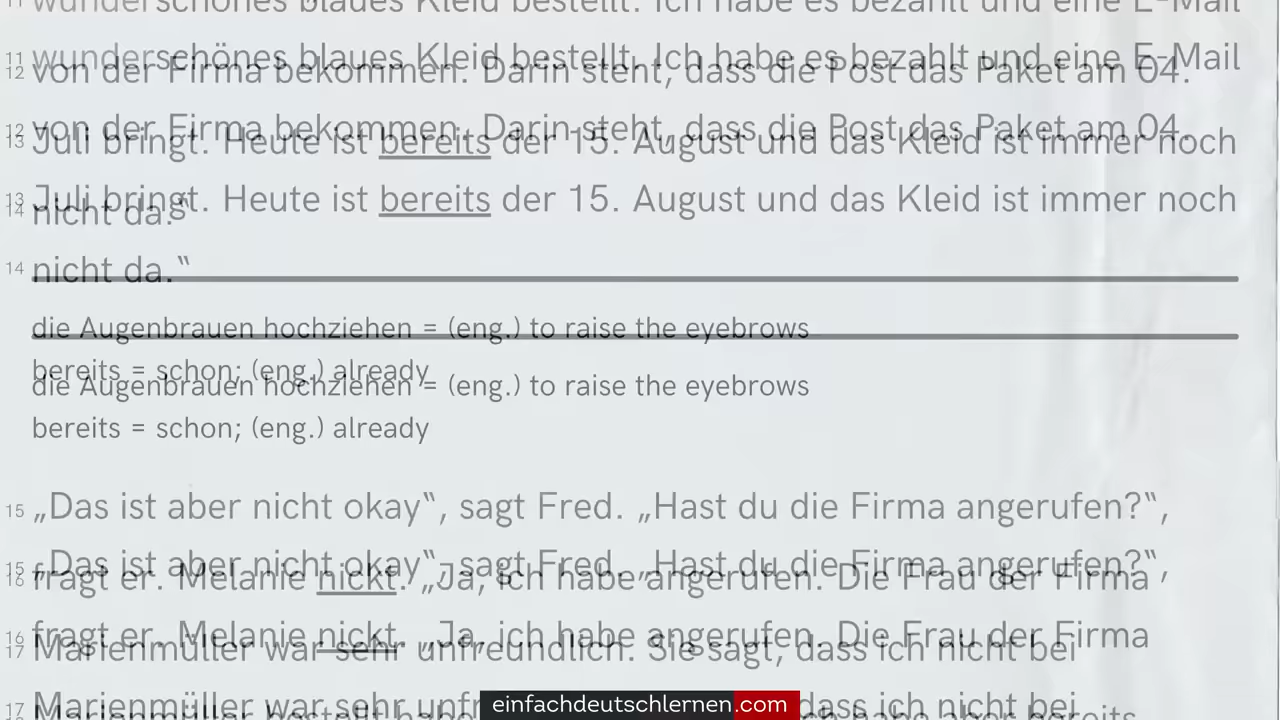 11 wunderschönes blaues Kleid bestellt. Ich habe es bezahlt und eine E-Mail
12 von der Firma bekommen. Darin steht, dass die Post das Paket am 04.
13 Juli bringt. Heute ist bereits der 15. August und das Kleid ist immer noch
14 nicht da.“
die Augenbrauen hochziehen = (eng.) to raise the eyebrows
bereits = schon; (eng.) already
15 „Das ist aber nicht okay“, sagt Fred. „Hast du die Firma angerufen?“,
16 fragt er. Melanie nickt. „Ja, ich habe angerufen. Die Frau der Firma
17 Marienmüller war sehr unfreundlich. Sie sagt, dass ich nicht bei
einfachdeutschlernen.com